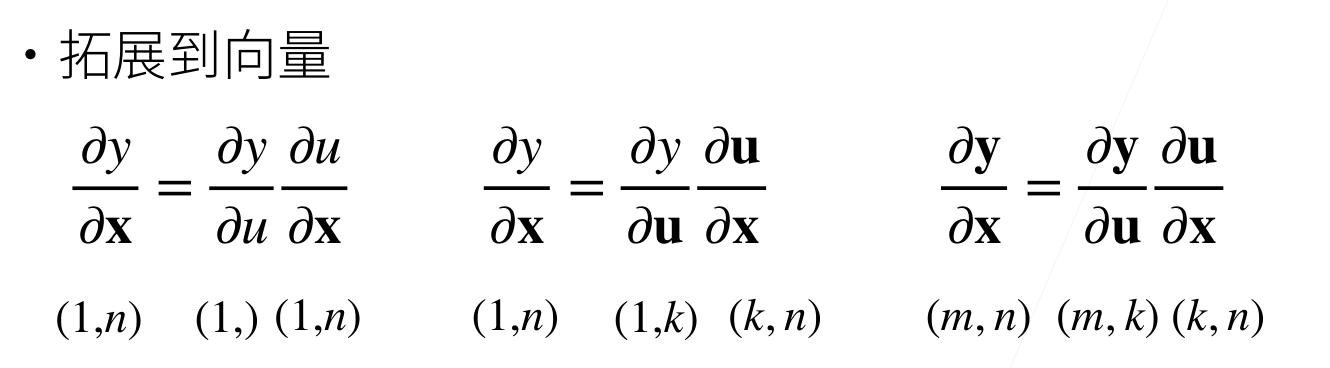 • 拓展到向量
∂y/∂𝐱 = ∂y/∂u ∂u/∂𝐱    ∂y/∂𝐱 = ∂y/∂𝐮 ∂𝐮/∂𝐱    ∂𝐲/∂𝐱 = ∂𝐲/∂𝐮 ∂𝐮/∂𝐱
(1,n) (1,) (1,n)    (1,n) (1,k) (k, n)    (m, n) (m, k) (k, n)